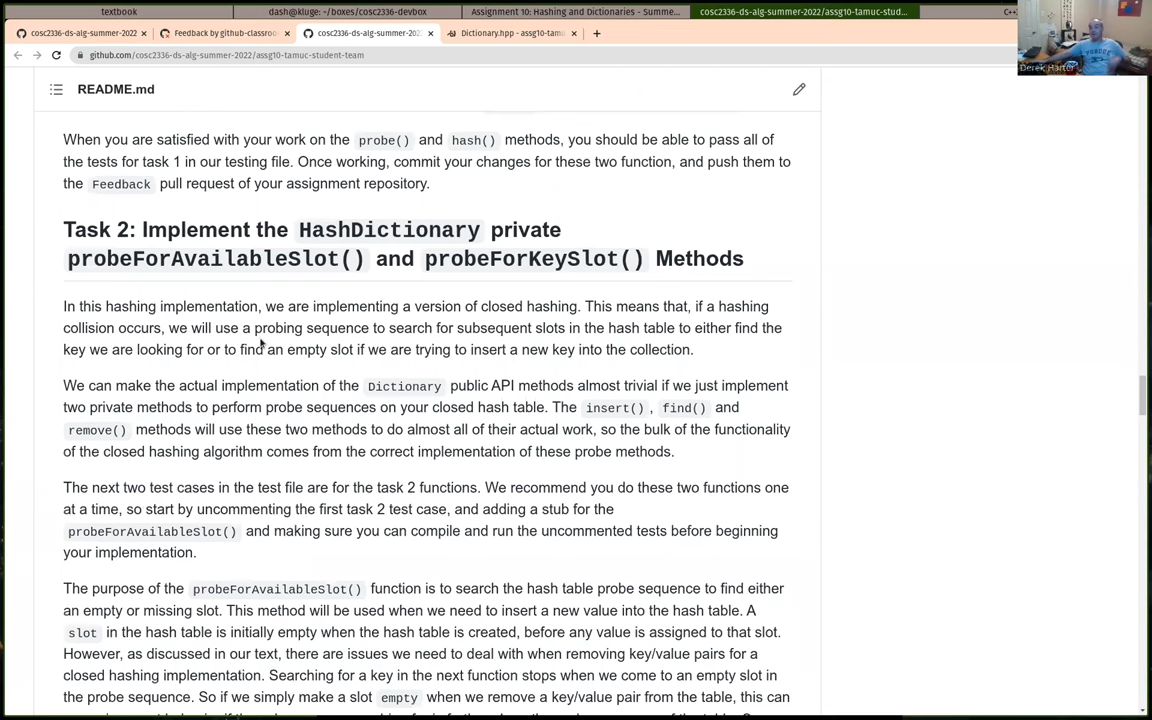 textbook
dash@kluge: ~/boxes/cosc2336-devbox
Assignment 10: Hashing and Dictionaries - Summe...
cosc2336-ds-alg-summer-2022/assg10-tamuc-stud...
C++
cosc2336-ds-alg-summer-2022
Feedback by github-classroo
cosc2336-ds-alg-summer-202
Dictionary.hpp - assg10-tamu
github.com/cosc2336-ds-alg-summer-2022/assg10-tamuc-student-team
Derek Harter
README.md
When you are satisfied with your work on the probe() and hash() methods, you should be able to pass all of
the tests for task 1 in our testing file. Once working, commit your changes for these two function, and push them to
the Feedback pull request of your assignment repository.
Task 2: Implement the HashDictionary private
probeForAvailableSlot() and probeForKeySlot() Methods
In this hashing implementation, we are implementing a version of closed hashing. This means that, if a hashing
collision occurs, we will use a probing sequence to search for subsequent slots in the hash table to either find the
key we are looking for or to find an empty slot if we are trying to insert a new key into the collection.
We can make the actual implementation of the Dictionary public API methods almost trivial if we just implement
two private methods to perform probe sequences on your closed hash table. The insert() , find() and
remove() methods will use these two methods to do almost all of their actual work, so the bulk of the functionality
of the closed hashing algorithm comes from the correct implementation of these probe methods.
The next two test cases in the test file are for the task 2 functions. We recommend you do these two functions one
at a time, so start by uncommenting the first task 2 test case, and adding a stub for the
probeForAvailableSlot() and making sure you can compile and run the uncommented tests before beginning
your implementation.
The purpose of the probeForAvailableSlot() function is to search the hash table probe sequence to find either
an empty or missing slot. This method will be used when we need to insert a new value into the hash table. A
slot in the hash table is initially empty when the hash table is created, before any value is assigned to that slot.
However, as discussed in our text, there are issues we need to deal with when removing key/value pairs for a
closed hashing implementation. Searching for a key in the next function stops when we come to an empty slot in
the probe sequence. So if we simply make a slot empty when we remove a key/value pair from the table, this can